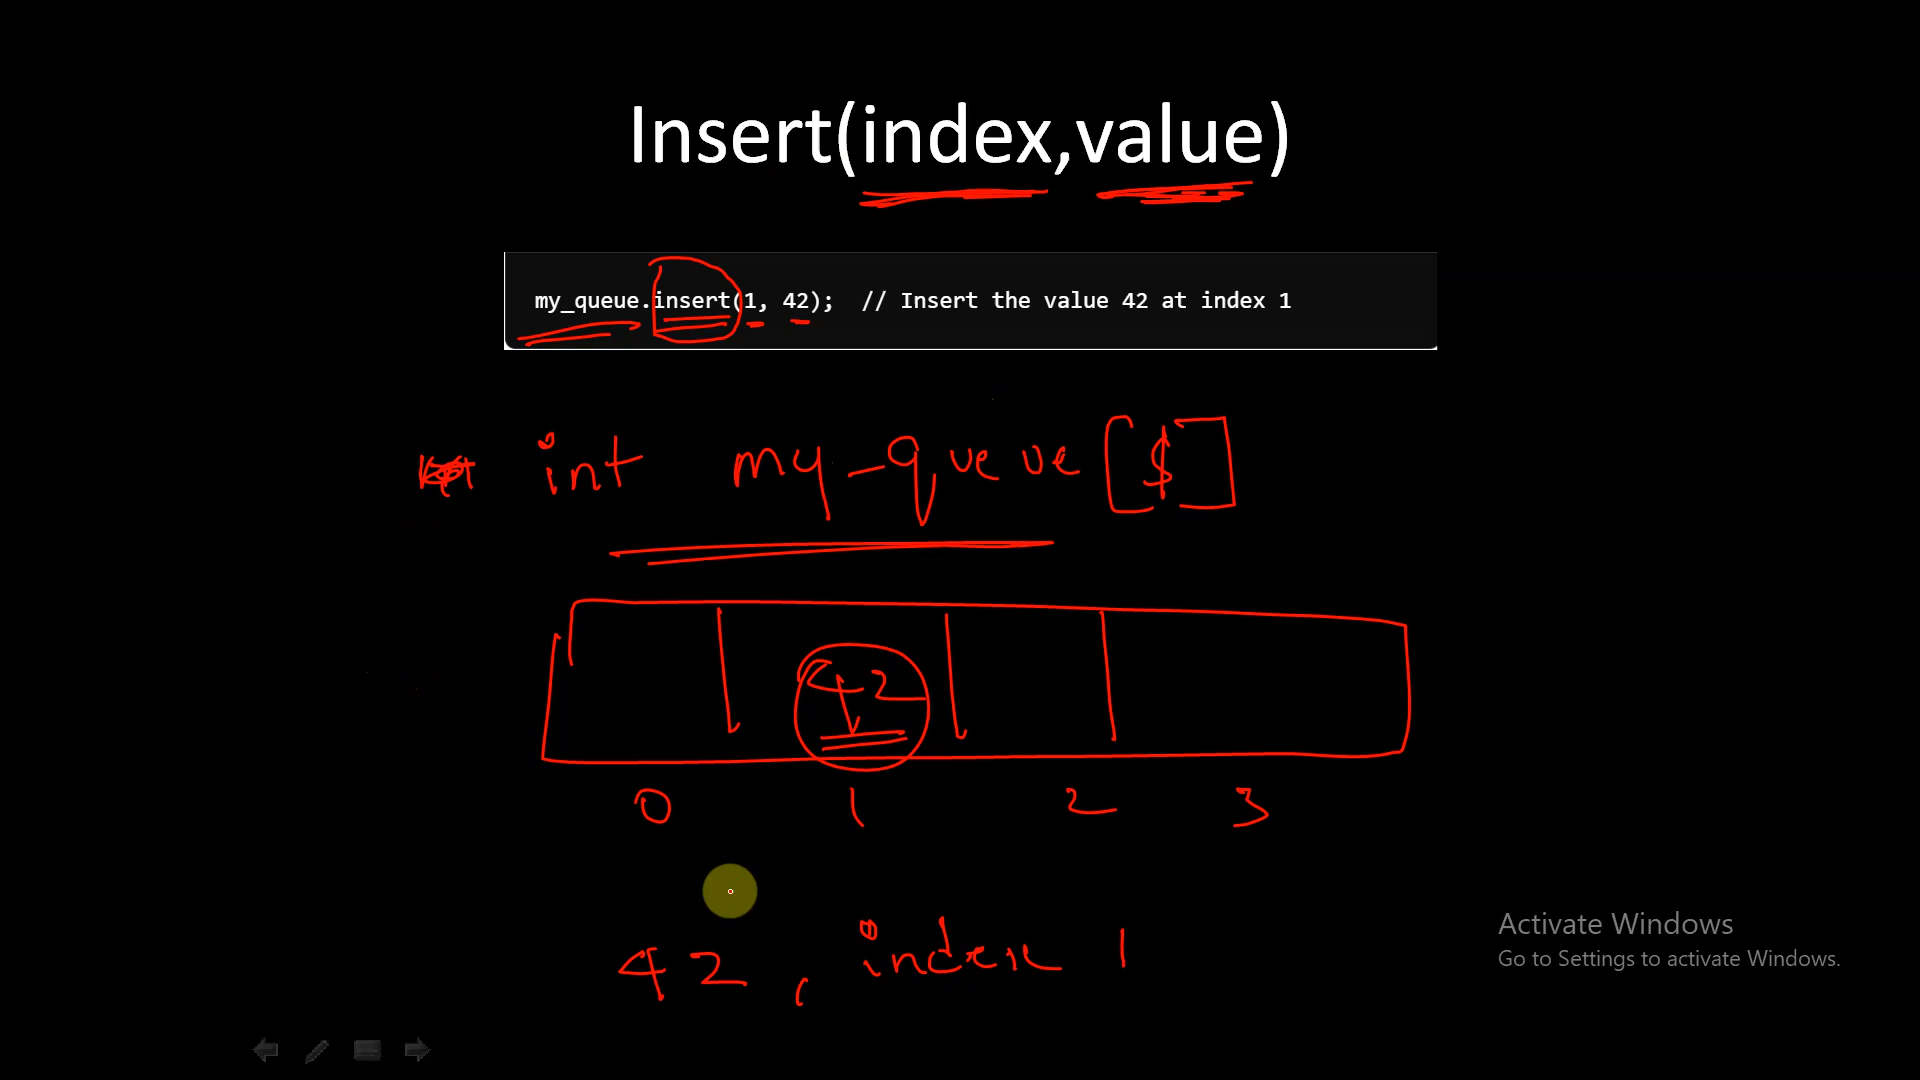 Insert(index,value)
my_queue.insert(1, 42);  // Insert the value 42 at index 1
int my_queue[$]
42
0 1 2 3
42, index 1
Activate Windows
Go to Settings to activate Windows.